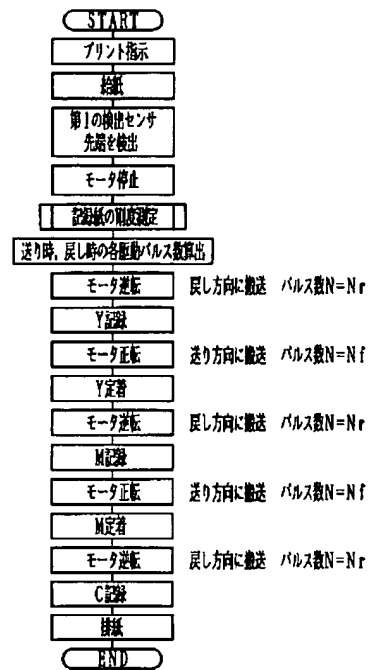 START
プリント指示
給紙
第1の検出センサ
先端を検出
モータ停止
記録紙の温度測定
送り時,戻し時の各駆動パルス数算出
モータ逆転 戻し方向に搬送 パルス数N=Nr
Y記録
モータ正転 送り方向に搬送 パルス数N=Nf
Y定着
モータ逆転 戻し方向に搬送 パルス数N=Nr
M記録
モータ正転 送り方向に搬送 パルス数N=Nf
M定着
モータ逆転 戻し方向に搬送 パルス数N=Nr
C記録
排紙
END